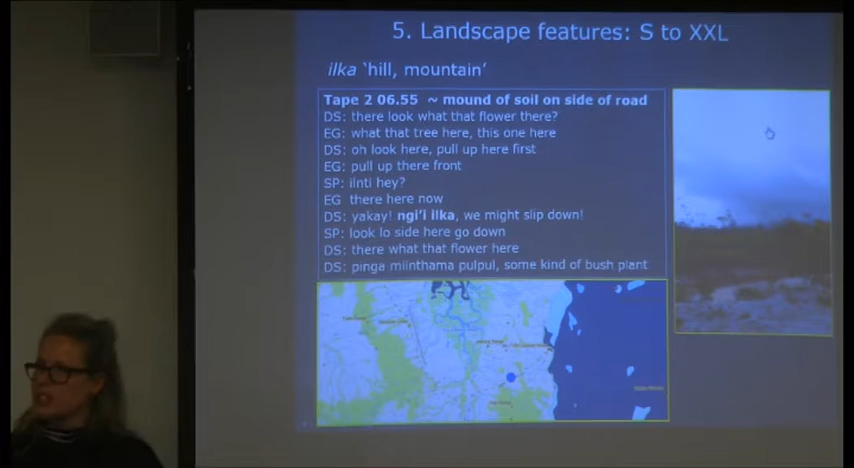 5. Landscape features: S to XXL
ilka ‘hill, mountain’
Tape 2 06.55 ~ mound of soil on side of road
DS: there look what that flower there?
EG: what that tree here, this one here
DS: oh look here, pull up here first
EG: pull up there front
SP: ilnti hey?
EG there here now
DS: yakay! ngi'i ilka, we might slip down!
SP: look lo side here go down
DS: there what that flower here
DS: pinga miinthama pulpul, some kind of bush plant